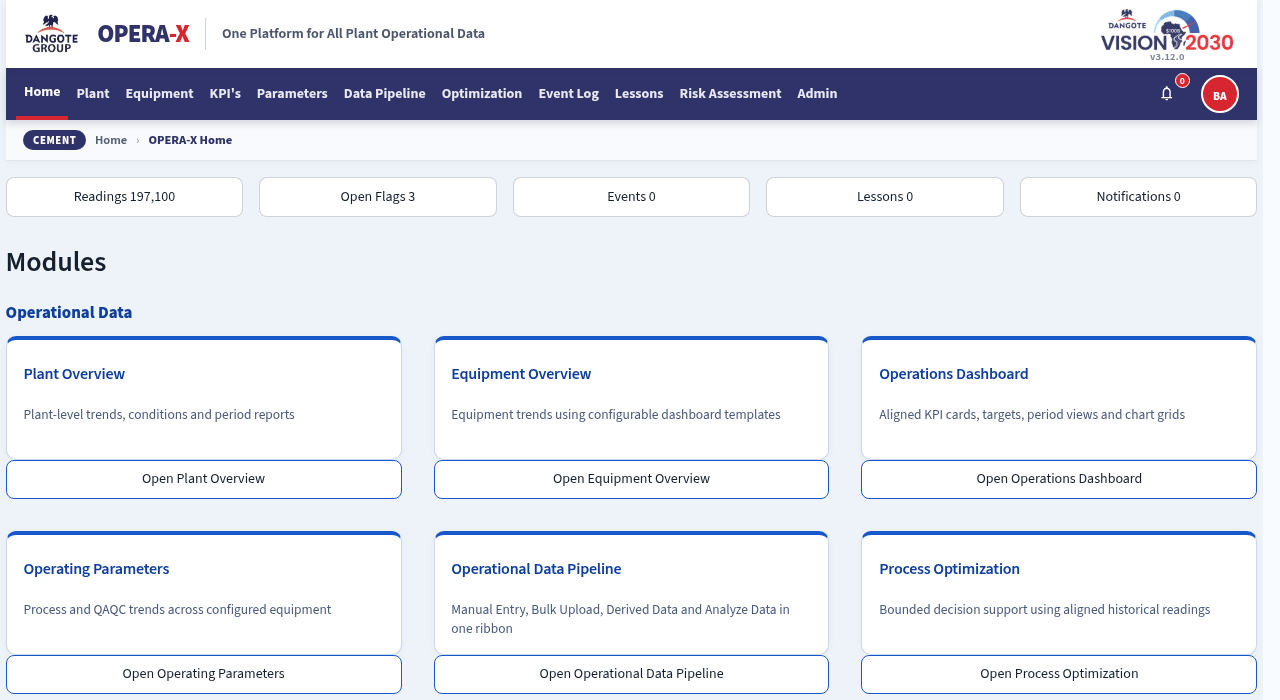 DANGOTE
GROUP
OPERA-X
One Platform for All Plant Operational Data
DANGOTE
$100B
VISION 2030
v3.12.0
Home Plant Equipment KPI's Parameters Data Pipeline Optimization Event Log Lessons Risk Assessment Admin
0
BA
CEMENT Home › OPERA-X Home
Readings 197,100 Open Flags 3 Events 0 Lessons 0 Notifications 0
Modules
Operational Data
Plant Overview Equipment Overview Operations Dashboard
Plant-level trends, conditions and period reports Equipment trends using configurable dashboard templates Aligned KPI cards, targets, period views and chart grids
Open Plant Overview Open Equipment Overview Open Operations Dashboard
Operating Parameters Operational Data Pipeline Process Optimization
Process and QAQC trends across configured equipment Manual Entry, Bulk Upload, Derived Data and Analyze Data in Bounded decision support using aligned historical readings
one ribbon
Open Operating Parameters Open Operational Data Pipeline Open Process Optimization